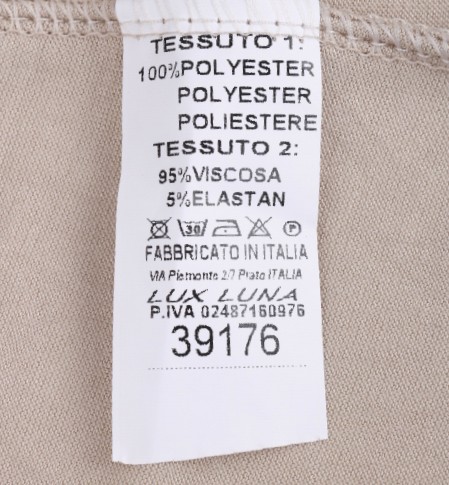 TESSUTO 1:
100%POLYESTER
POLYESTER
POLIESTERE
TESSUTO 2:
95%VISCOSA
5%ELASTAN
30 P
FABBRICATO IN ITALIA
VIA Piemonte 2/7 Prato ITALIA
LUX LUNA
P.IVA 02487160976
39176